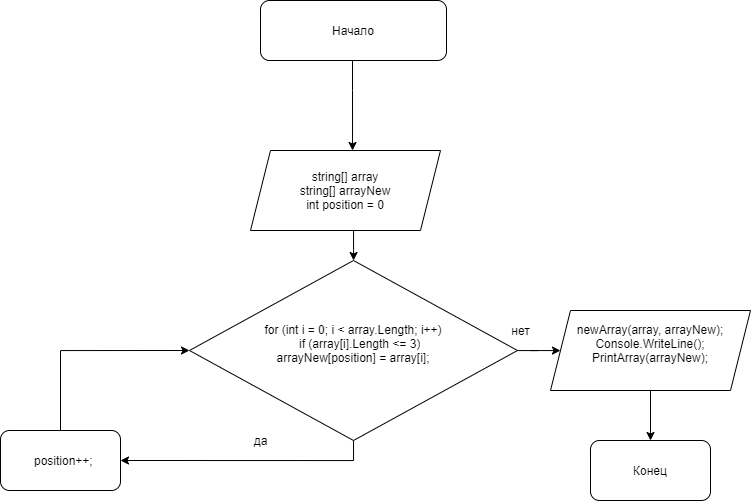 Начало
string[] array
string[] arrayNew
int position = 0
for (int i = 0; i < array.Length; i++)
if (array[i].Length <= 3)
arrayNew[position] = array[i];
нет
newArray(array, arrayNew);
Console.WriteLine();
PrintArray(arrayNew);
да
position++;
Конец